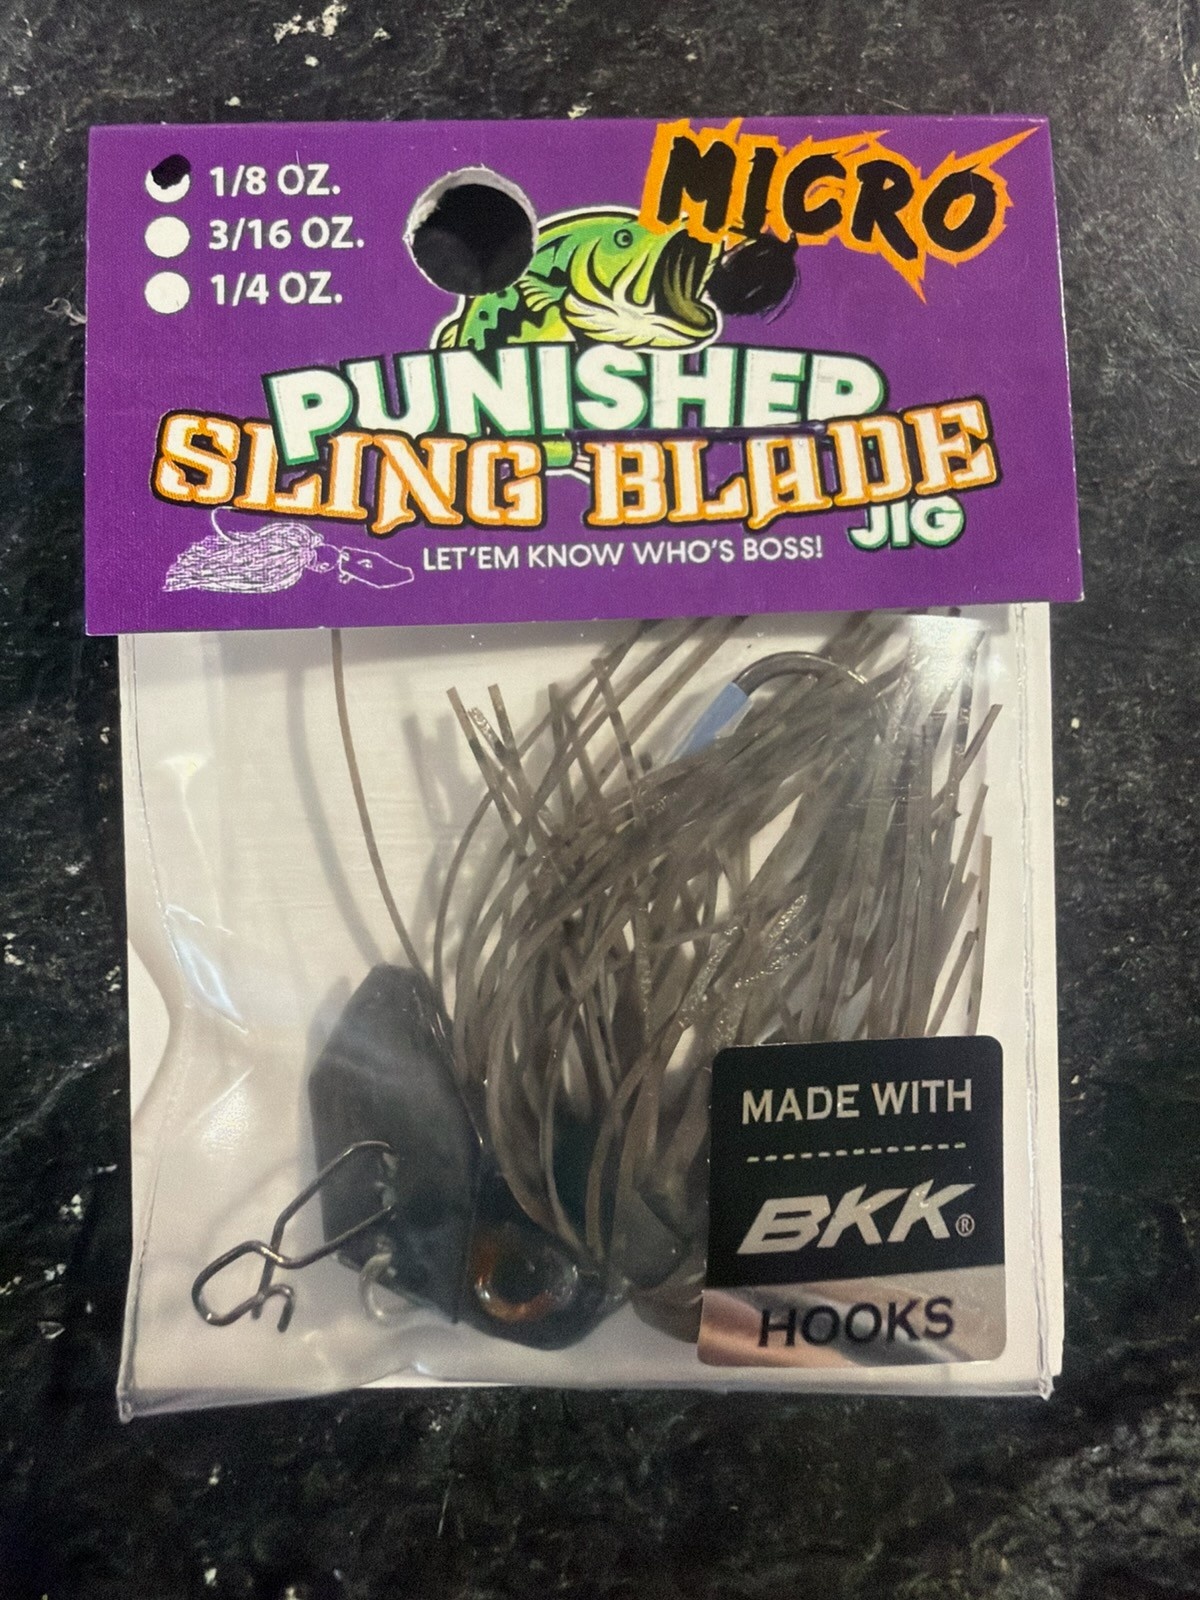 1/8 OZ.
3/16 OZ.
1/4 OZ.
MICRO
PUNISHER
SLING BLADE
JIG
LET'EM KNOW WHO'S BOSS!
MADE WITH
BKK®
HOOKS